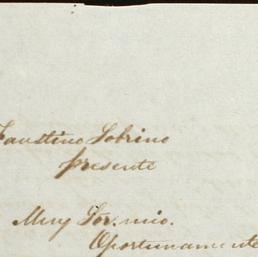 Faustino Sobrino
presente
Muy Sor. mio.
Oportunamente